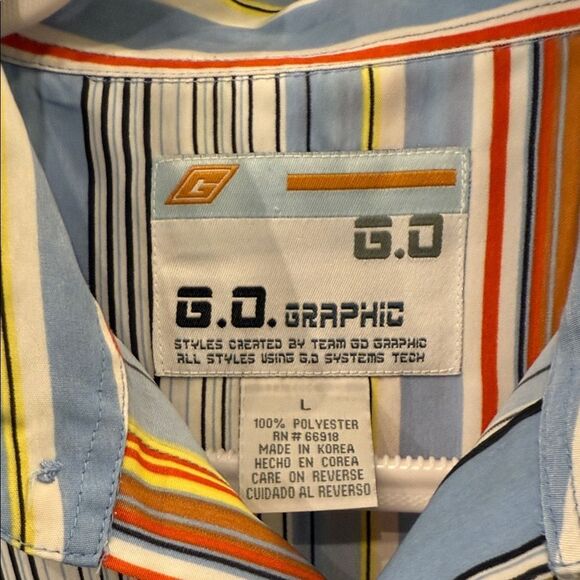 G
G.O
G.O. GRAPHIC
STYLES CREATED BY TEAM GO GRAPHIC
ALL STYLES USING G.O SYSTEMS TECH
L
100% POLYESTER
RN # 66918
MADE IN KOREA
HECHO EN COREA
CARE ON REVERSE
CUIDADO AL REVERSO